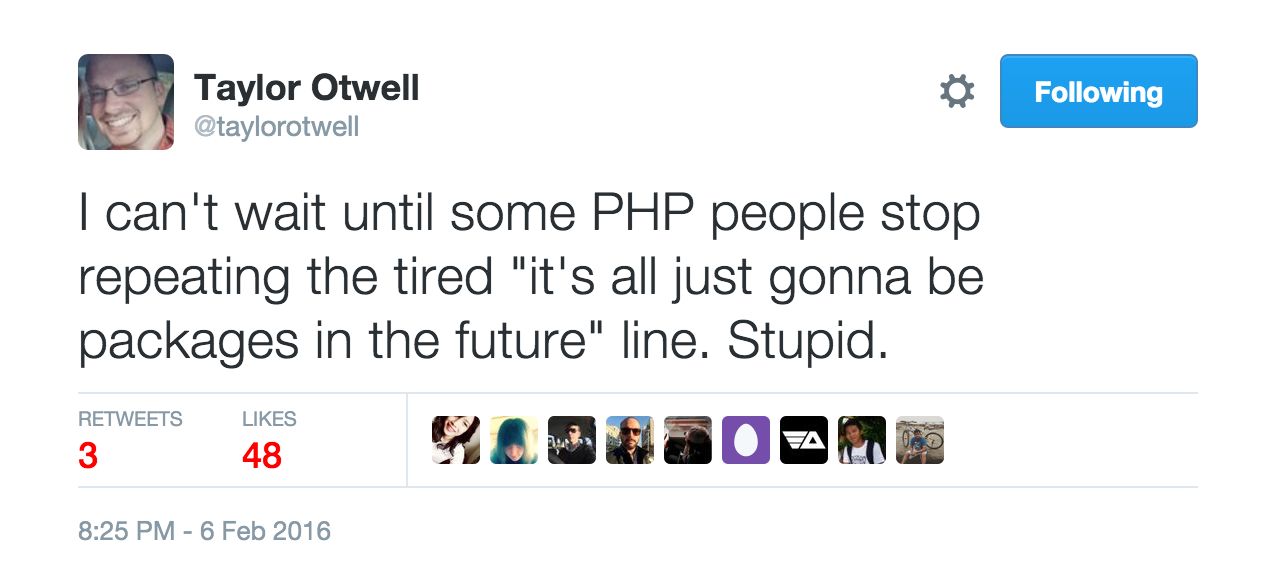 Taylor Otwell
@taylorotwell
Following
I can't wait until some PHP people stop
repeating the tired "it's all just gonna be
packages in the future" line. Stupid.
RETWEETS
3
LIKES
48
8:25 PM - 6 Feb 2016